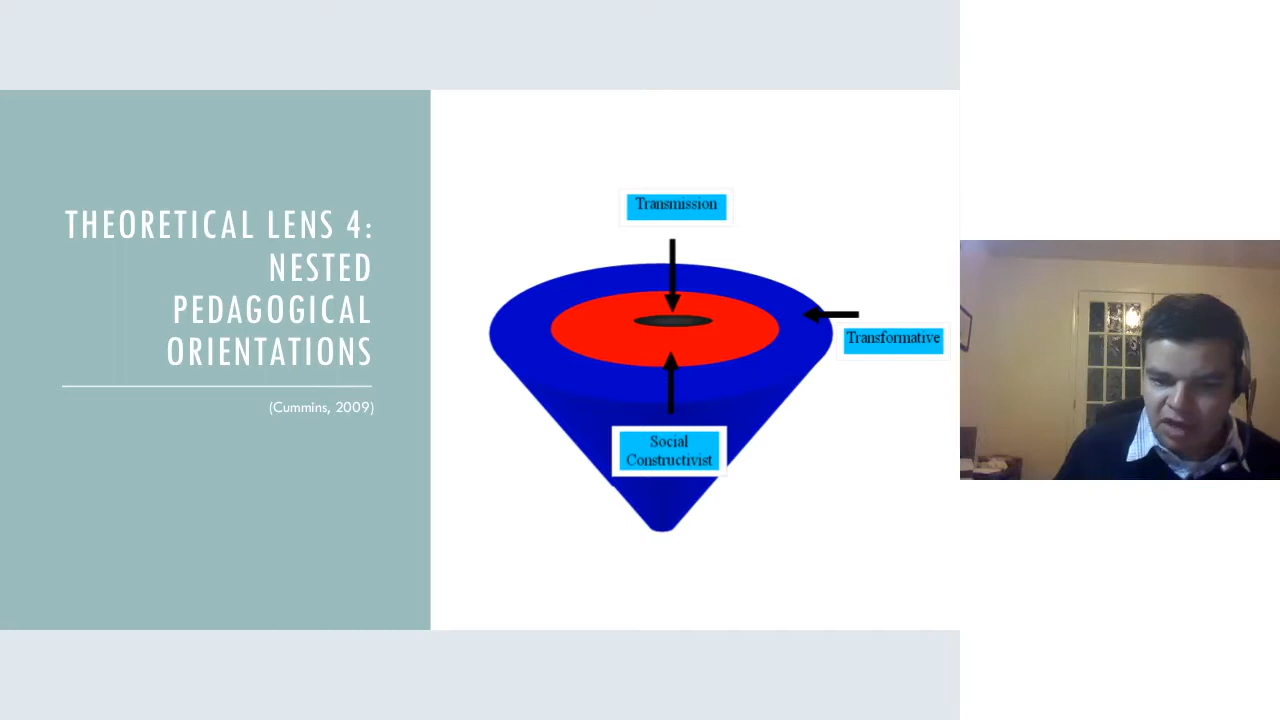 THEORETICAL LENS 4:
NESTED
PEDAGOGICAL
ORIENTATIONS
(Cummins, 2009)
Transmission
Transformative
Social
Constructivist